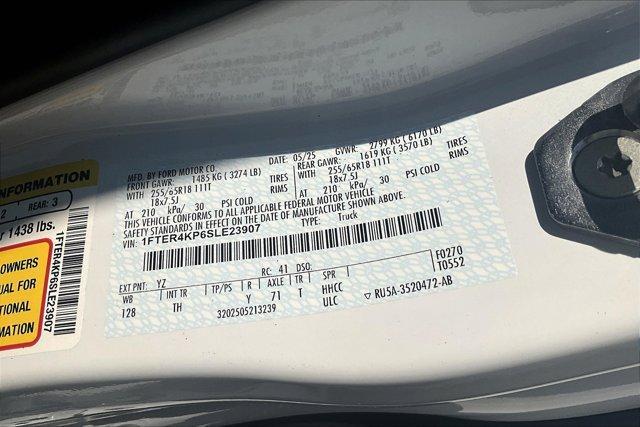 MFD. BY FORD MOTOR CO.
DATE: 05/25 GVWR: 2799 KG ( 6170 LB)
FRONT GAWR: 1485 KG ( 3274 LB) REAR GAWR: 1619 KG ( 3570 LB)
WITH 255/65R18 111T TIRES WITH 255/65R18 111T TIRES
18x7.5J RIMS 18x7.5J RIMS
AT 210 kPa/ 30 PSI COLD AT 210 kPa/ 30 PSI COLD
THIS VEHICLE CONFORMS TO ALL APPLICABLE FEDERAL MOTOR VEHICLE
SAFETY STANDARDS IN EFFECT ON THE DATE OF MANUFACTURE SHOWN ABOVE.
VIN: 1FTER4KP6SLE23907 TYPE: Truck
F0270
T0552
EXT PNT: YZ RC: 41 DSO:
WB INT TR TP/PS R AXLE TR SPR
128 TH Y 71 T HHCC
ULC
3202505213239 ▽ RU5A-3520472-AB
INFORMATION
2 REAR: 3
1438 lbs.
OWNERS
UAL FOR
TIONAL
MATION
1FTER4KP6SLE23907